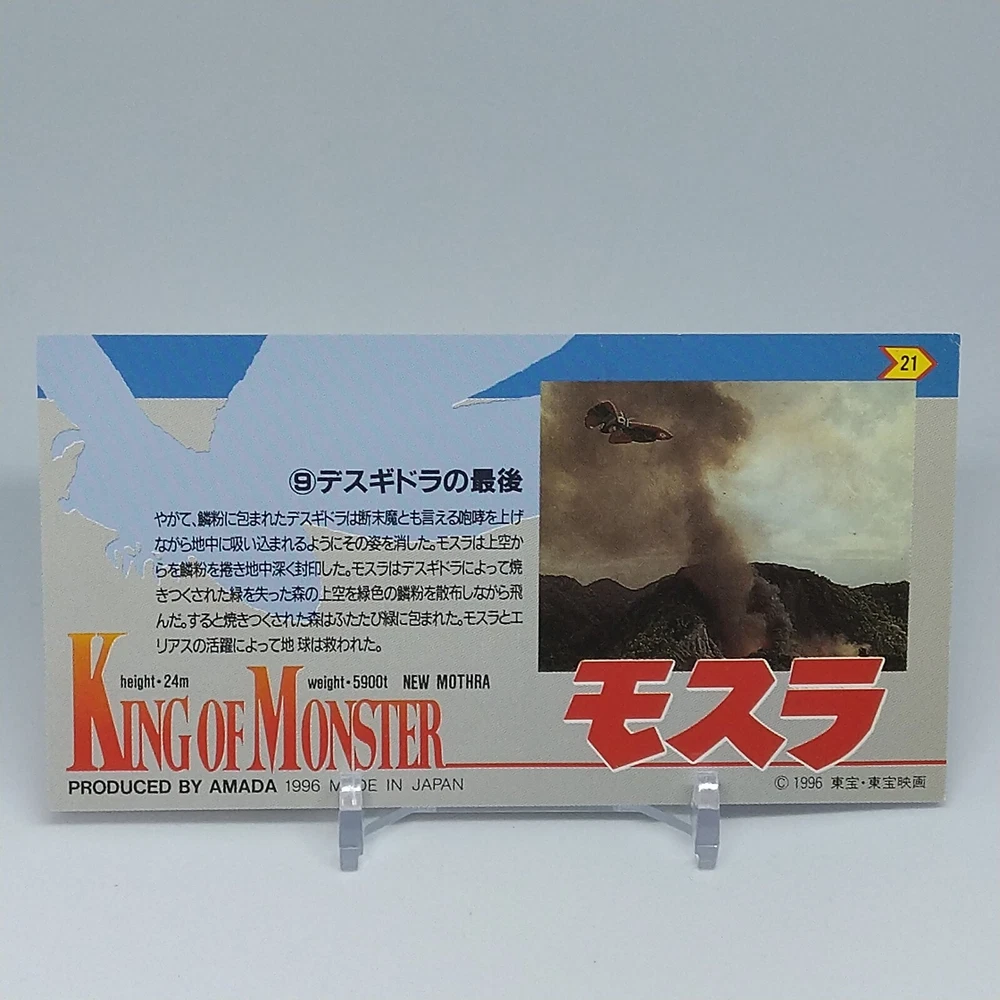 21
⑨デスギドラの最後
やがて、鱗粉に包まれたデスギドラは断末魔とも言える咆哮を上げ
ながら地中に吸い込まれるようにその姿を消した。モスラは上空か
らを鱗粉を捲き地中深く封印した。モスラはデスギドラによって焼
きつくされた緑を失った森の上空を緑色の鱗粉を散布しながら飛
んだ。すると焼きつくされた森はふたたび緑に包まれた。モスラとエ
リアスの活躍によって地球は救われた。
height・24m weight・5900t NEW MOTHRA
KING OF MONSTER
モスラ
PRODUCED BY AMADA 1996 MADE IN JAPAN
© 1996 東宝・東宝映画